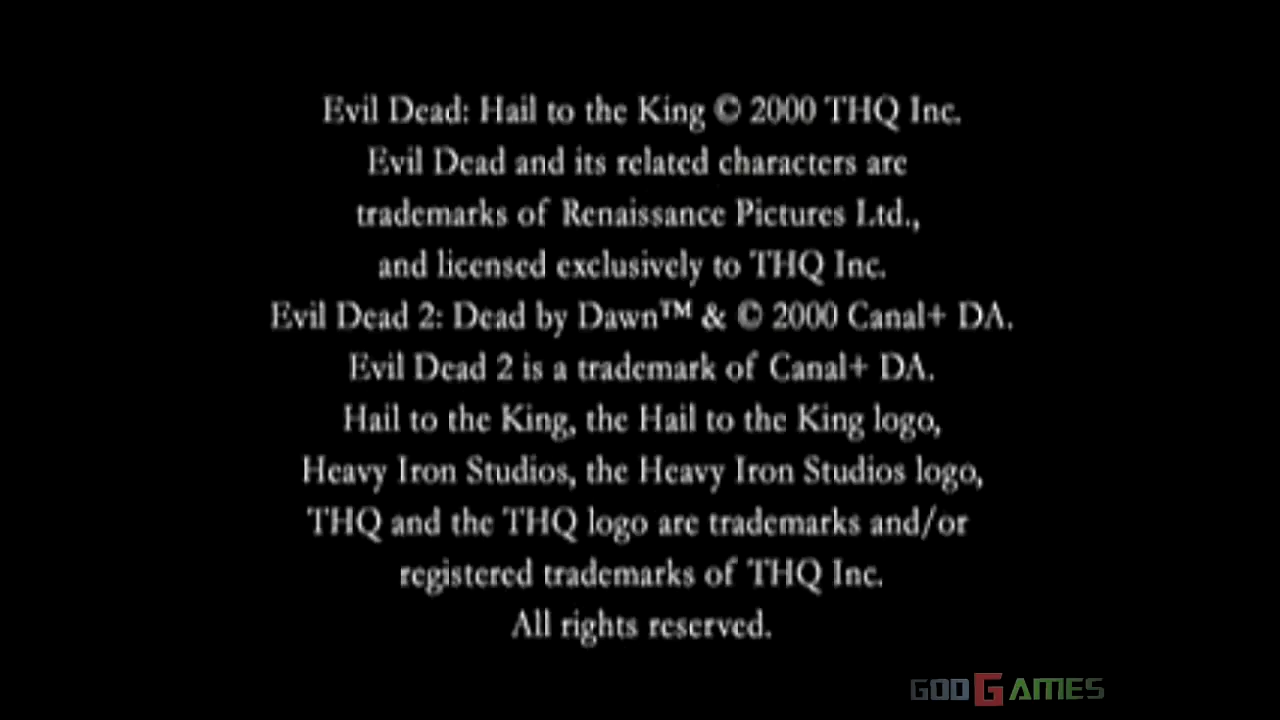 Evil Dead: Hail to the King © 2000 THQ Inc.
Evil Dead and its related characters are
trademarks of Renaissance Pictures Ltd.,
and licensed exclusively to THQ Inc.
Evil Dead 2: Dead by Dawn™ & © 2000 Canal+ DA.
Evil Dead 2 is a trademark of Canal+ DA.
Hail to the King, the Hail to the King logo,
Heavy Iron Studios, the Heavy Iron Studios logo,
THQ and the THQ logo are trademarks and/or
registered trademarks of THQ Inc.
All rights reserved.
GODGAMES